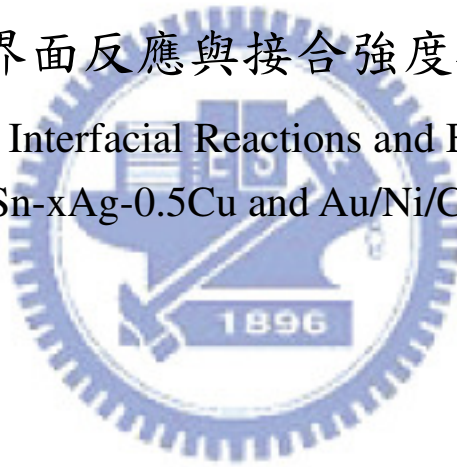 界面反應與接合強度
Interfacial Reactions and
Sn-xAg-0.5Cu and Au/Ni/
1896